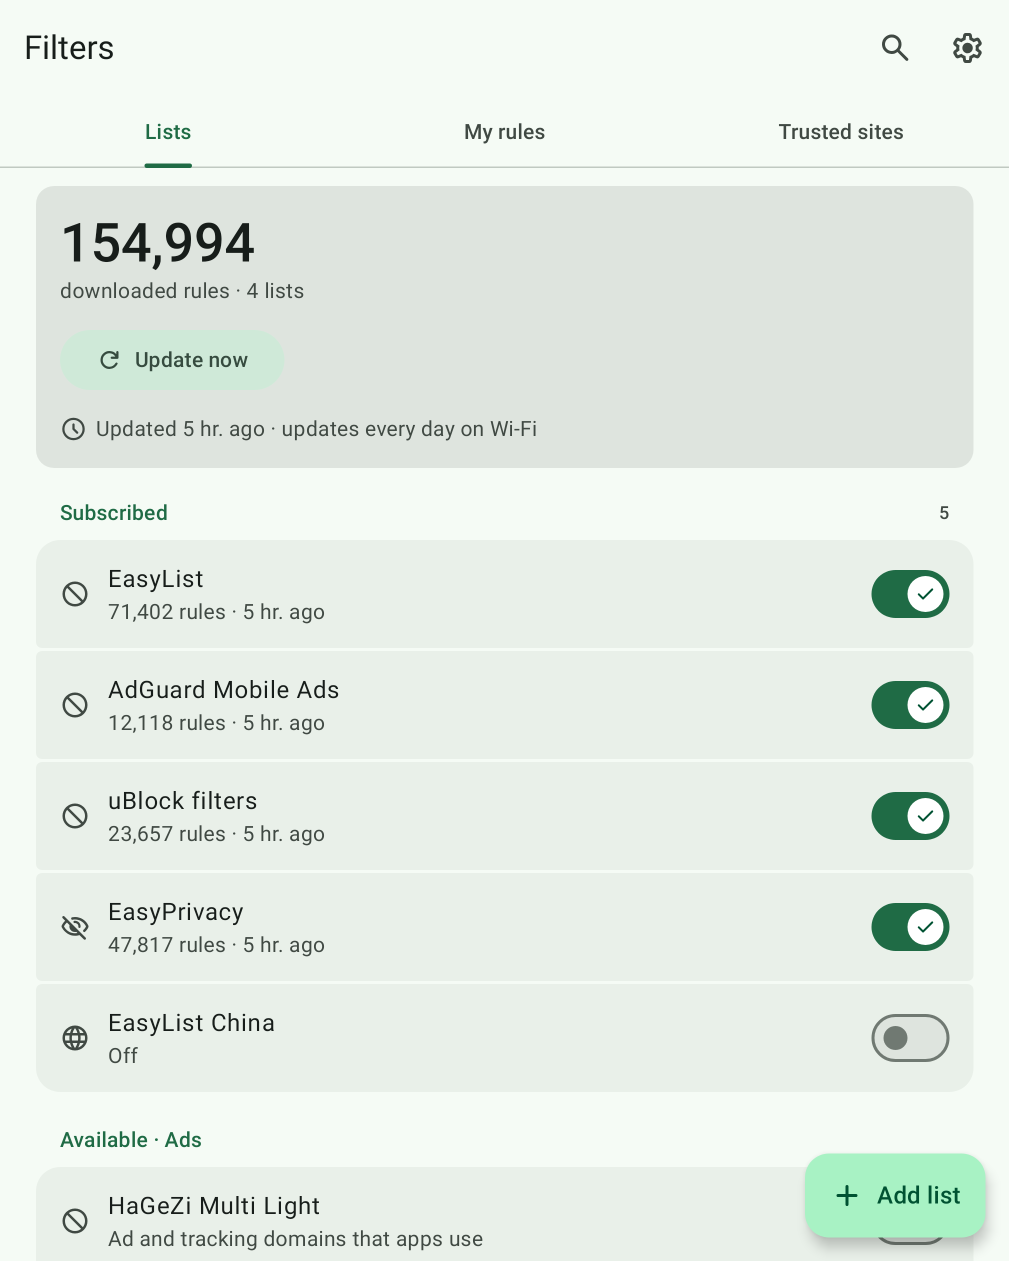 Filters
Lists
My rules
Trusted sites
154,994
downloaded rules · 4 lists
Update now
Updated 5 hr. ago · updates every day on Wi-Fi
Subscribed
5
EasyList
71,402 rules · 5 hr. ago
AdGuard Mobile Ads
12,118 rules · 5 hr. ago
uBlock filters
23,657 rules · 5 hr. ago
EasyPrivacy
47,817 rules · 5 hr. ago
EasyList China
Off
Available · Ads
HaGeZi Multi Light
Ad and tracking domains that apps use
Add list